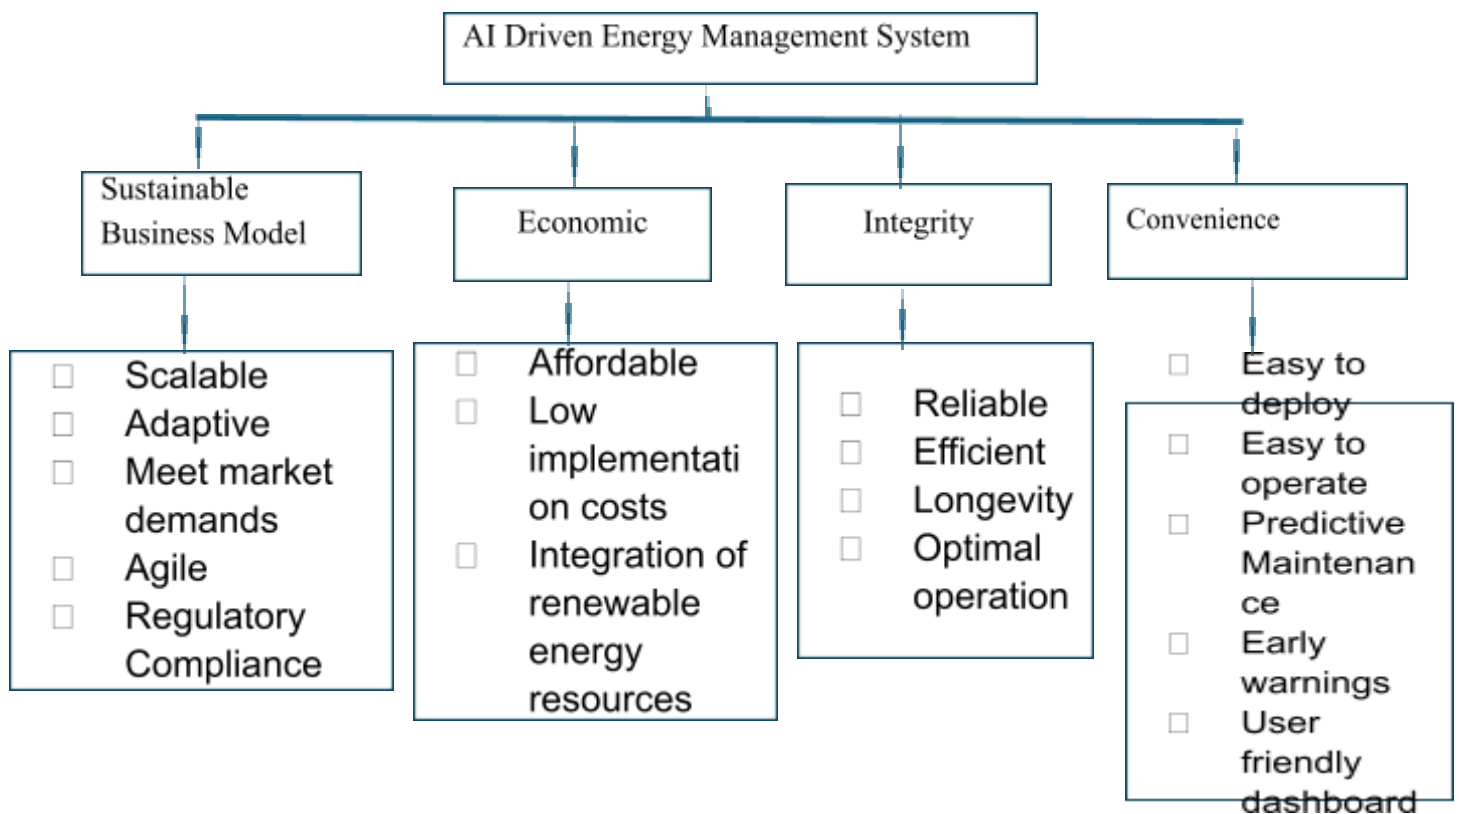 AI Driven Energy Management System
Sustainable
Business Model
Economic
Integrity
Convenience
Scalable
Adaptive
Meet market
demands
Agile
Regulatory
Compliance
Affordable
Low
implementati
on costs
Integration of
renewable
energy
resources
Reliable
Efficient
Longevity
Optimal
operation
Easy to
deploy
Easy to
operate
Predictive
Maintenan
ce
Early
warnings
User
friendly
dashboard